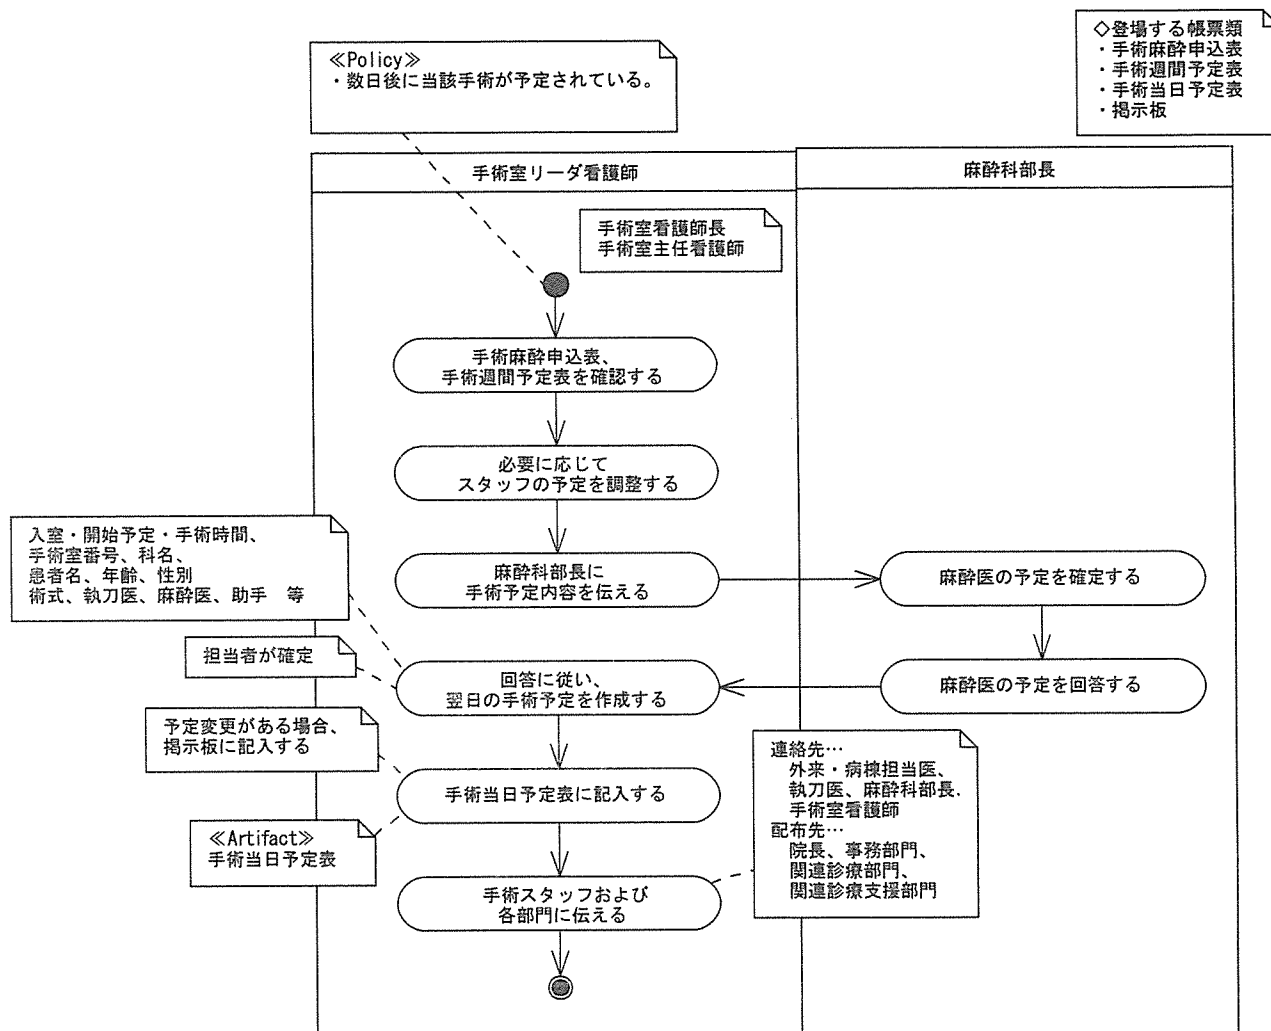 ◇登場する帳票類
・手術麻酔申込表
・手術週間予定表
・手術当日予定表
・掲示板
≪Policy≫
・数日後に当該手術が予定されている。
手術室リーダ看護師
麻酔科部長
手術室看護師長
手術室主任看護師
手術麻酔申込表、
手術週間予定表を確認する
必要に応じて
スタッフの予定を調整する
入室・開始予定・手術時間、
手術室番号、科名、
患者名、年齢、性別
術式、執刀医、麻酔医、助手 等
麻酔科部長に
手術予定内容を伝える
麻酔医の予定を確定する
担当者が確定
回答に従い、
翌日の手術予定を作成する
麻酔医の予定を回答する
予定変更がある場合、
掲示板に記入する
手術当日予定表に記入する
連絡先…
外来・病棟担当医、
執刀医、麻酔科部長、
手術室看護師
配布先…
院長、事務部門、
関連診療部門、
関連診療支援部門
≪Artifact≫
手術当日予定表
手術スタッフおよび
各部門に伝える